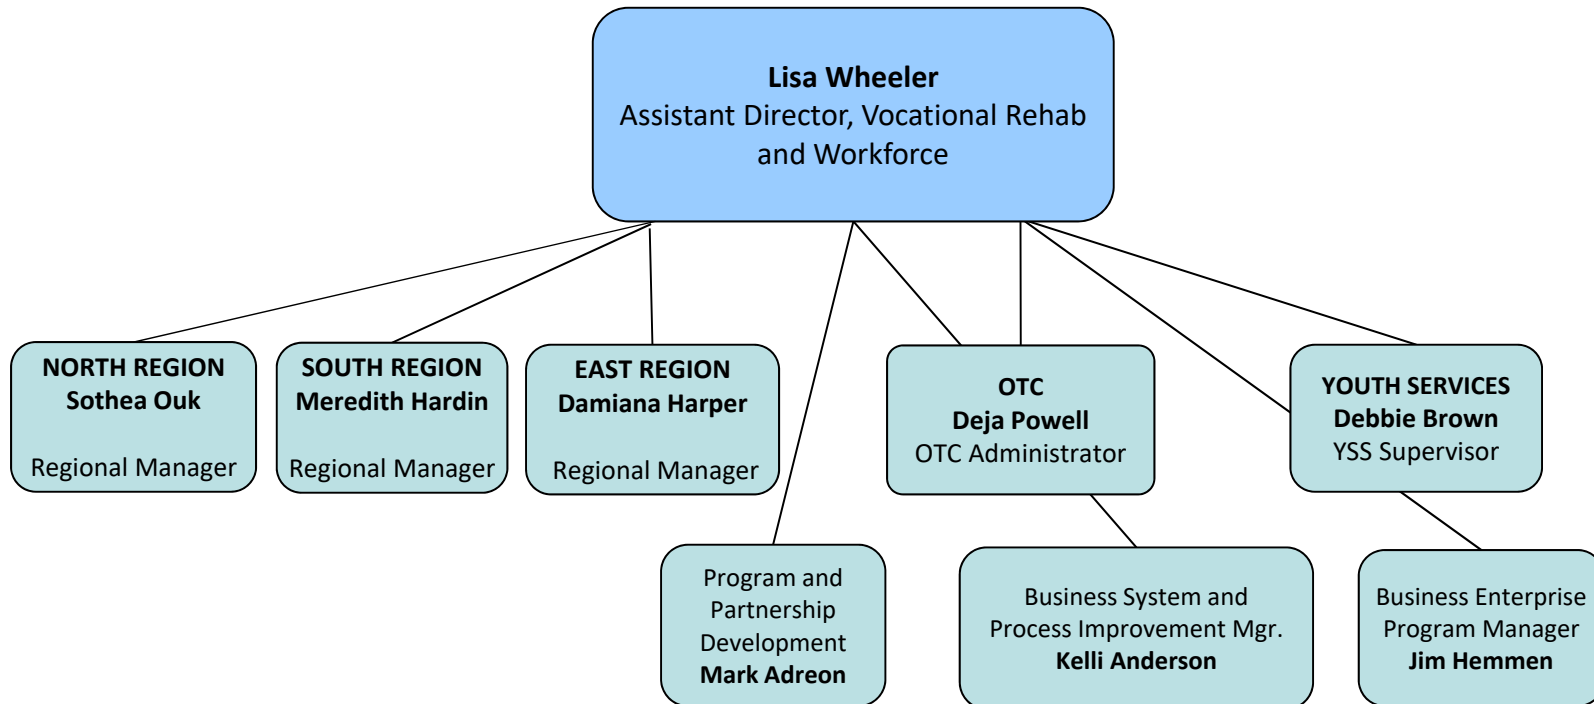 Lisa Wheeler
Assistant Director, Vocational Rehab
and Workforce
NORTH REGION
Sothea Ouk
Regional Manager
SOUTH REGION
Meredith Hardin
Regional Manager
EAST REGION
Damiana Harper
Regional Manager
OTC
Deja Powell
OTC Administrator
YOUTH SERVICES
Debbie Brown
YSS Supervisor
Program and
Partnership
Development
Mark Adreon
Business System and
Process Improvement Mgr.
Kelli Anderson
Business Enterprise
Program Manager
Jim Hemmen